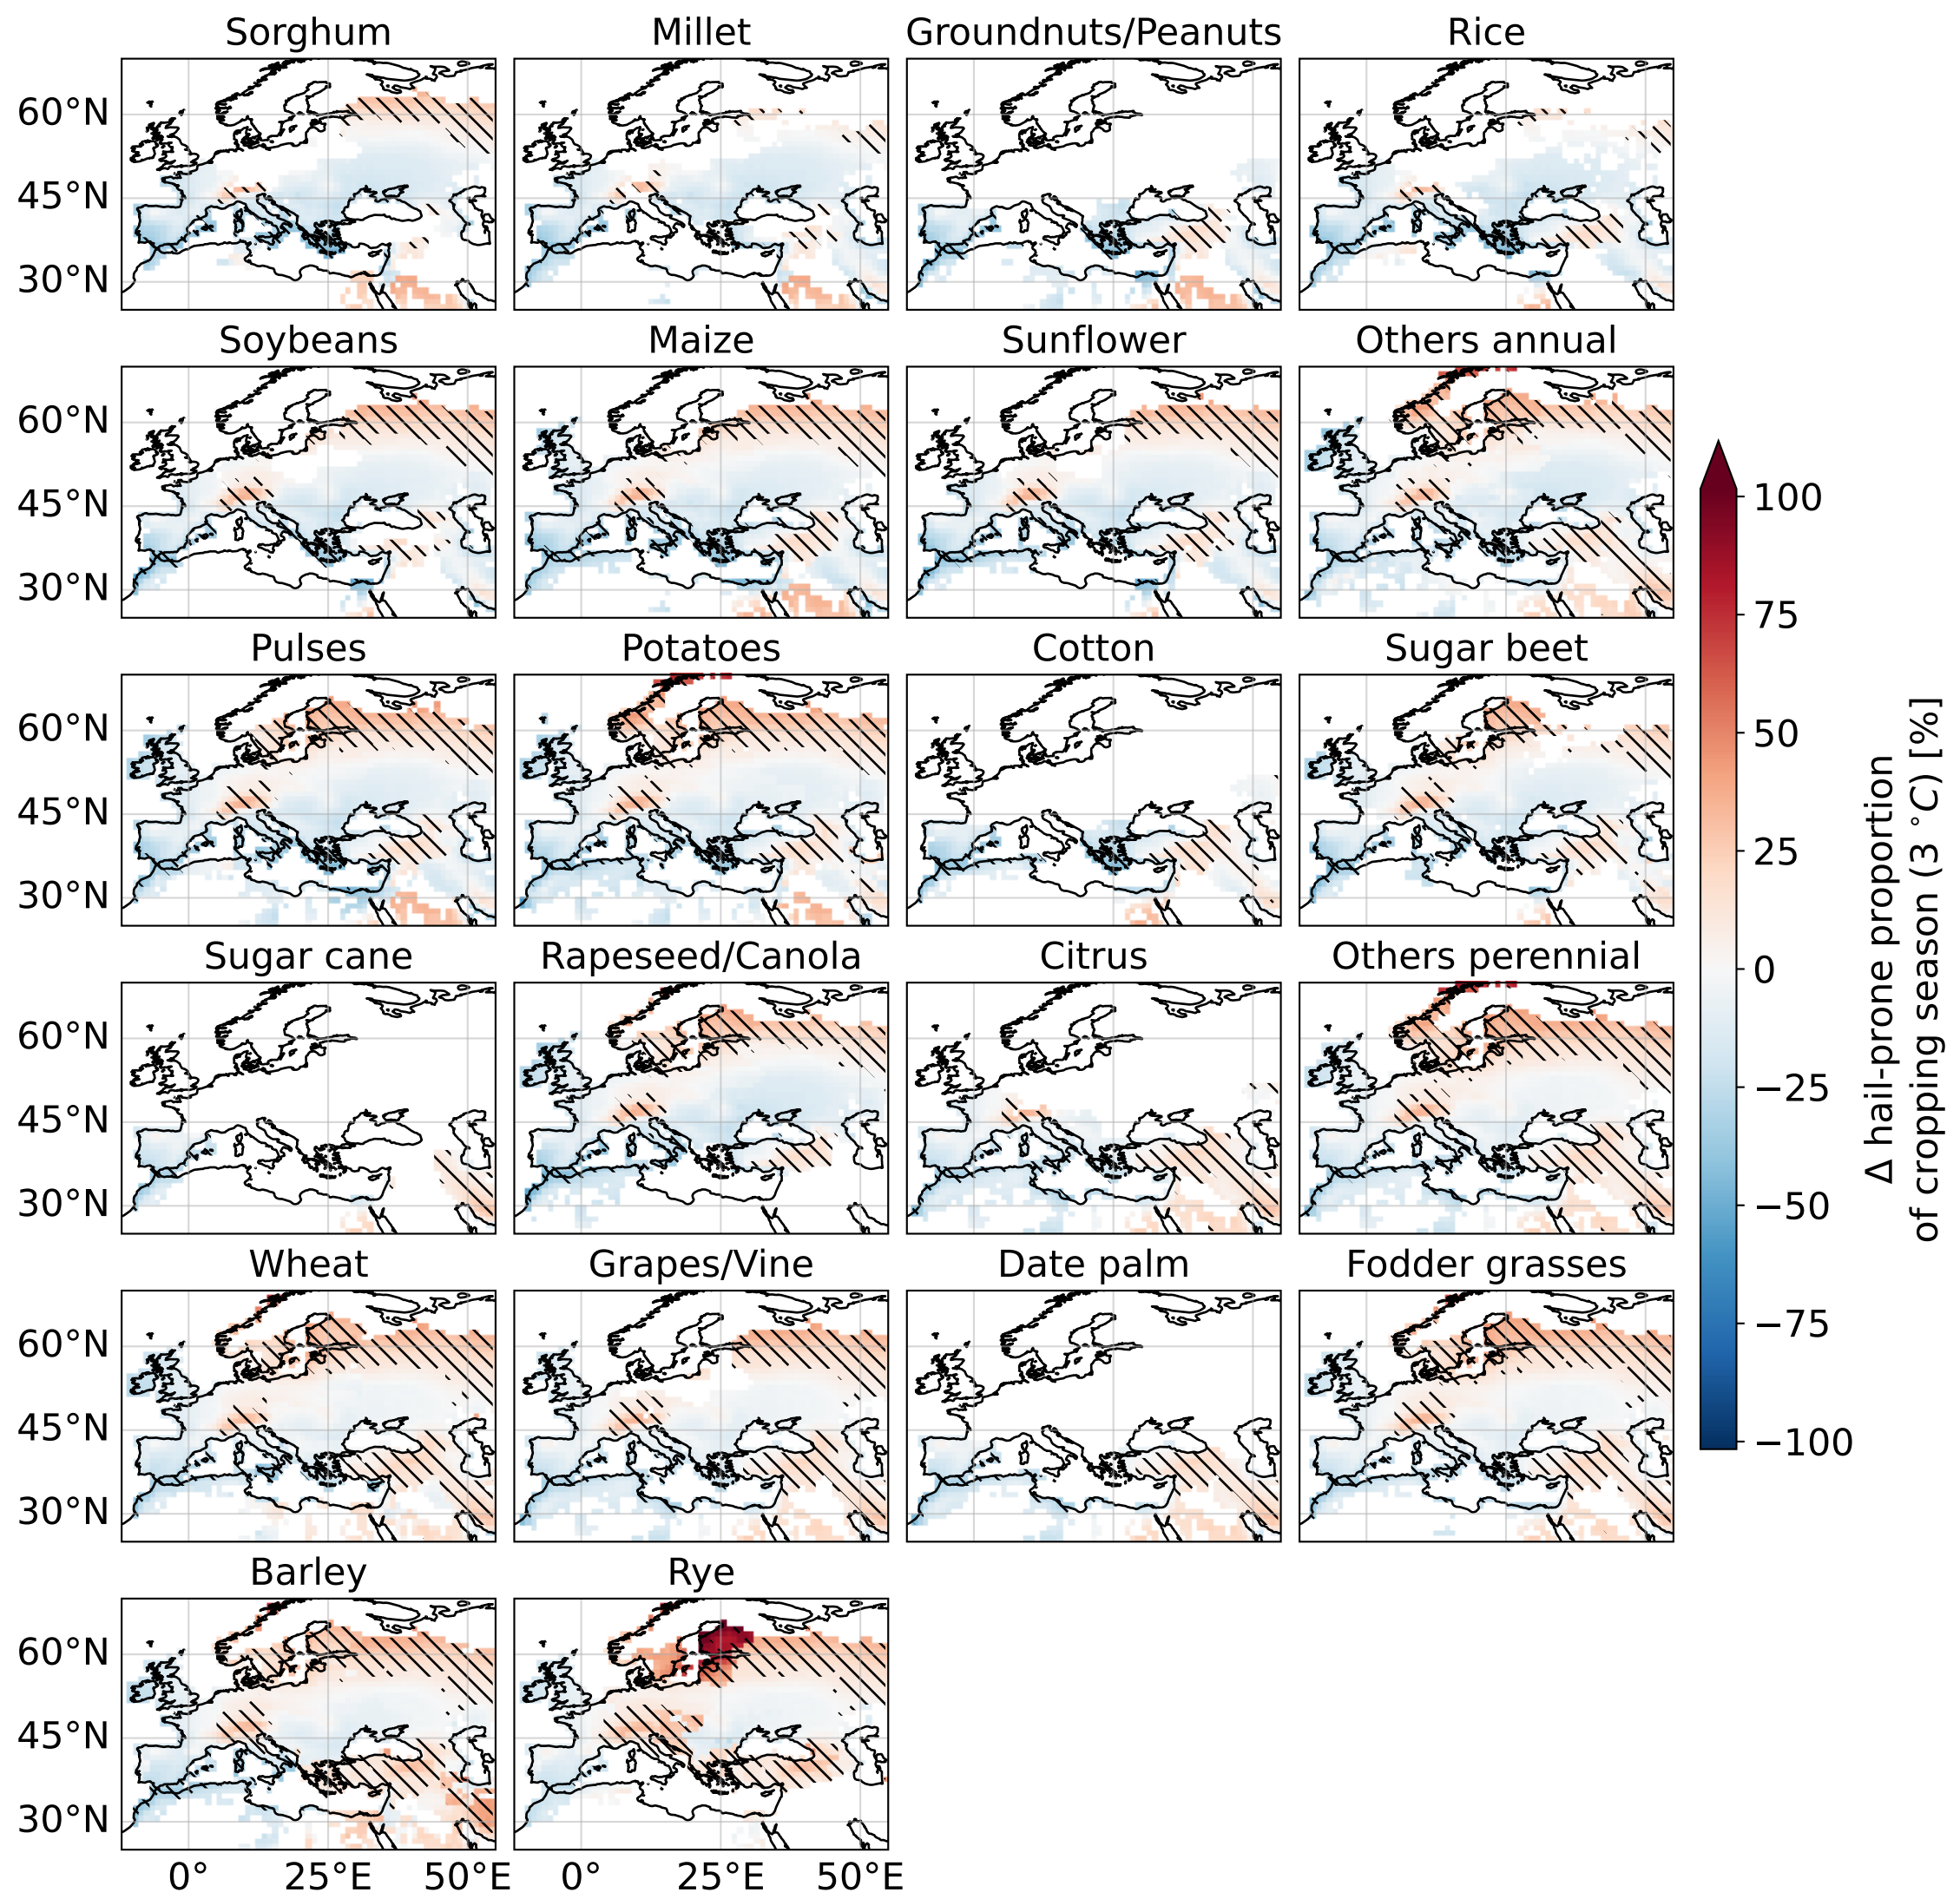 Sorghum Millet Groundnuts/Peanuts Rice
60°N
45°N
30°N
Soybeans Maize Sunflower Others annual
60°N
45°N
30°N
Pulses Potatoes Cotton Sugar beet
60°N
45°N
30°N
Sugar cane Rapeseed/Canola Citrus Others perennial
60°N
45°N
30°N
Wheat Grapes/Vine Date palm Fodder grasses
60°N
45°N
30°N
Barley Rye
60°N
45°N
30°N
0° 25°E 50°E 0° 25°E 50°E
100
75
50
25
0
−25
−50
−75
−100
Δ hail-prone proportion
of cropping season (3 °C) [%]